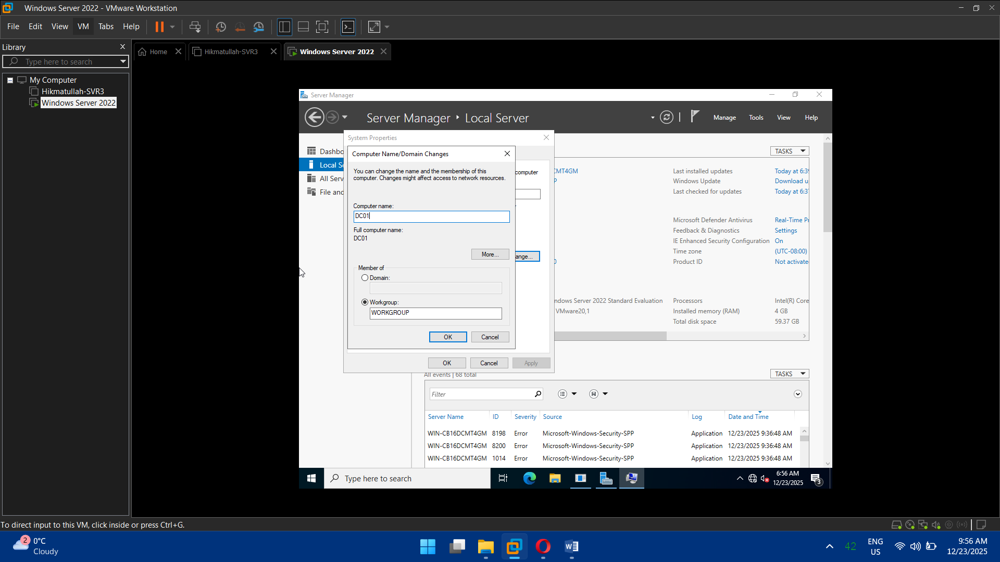 Windows Server 2022 - VMware Workstation
File Edit View VM Tabs Help
Library
Type here to search
My Computer
Hikmatullah-SVR3
Windows Server 2022
Home
Hikmatullah-SVR3
Windows Server 2022
Server Manager
Server Manager Local Server
Manage Tools View Help
Dashbo
Local Se
All Serv
File and
System Properties
Computer Name/Domain Changes
You can change the name and the membership of this
computer. Changes might affect access to network resources.
computer
Computer name:
DC01
Full computer name:
DC01
More...
ange...
Member of
Domain:
Workgroup:
WORKGROUP
OK Cancel
OK Cancel Apply
TASKS
CMT4GM
Last installed updates Today at 6:39
Windows Update Download u
Last checked for updates Today at 6:37
Microsoft Defender Antivirus Real-Time Pr
Feedback & Diagnostics Settings
IE Enhanced Security Configuration On
Time zone (UTC-08:00)
Product ID Not activate
ndows Server 2022 Standard Evaluation Processors Intel(R) Core
VMware20,1 Installed memory (RAM) 4 GB
Total disk space 59.37 GB
All events | 68 total
TASKS
Filter
Server Name ID Severity Source Log Date and Time
WIN-CB16DCMT4GM 8198 Error Microsoft-Windows-Security-SPP Application 12/23/2025 9:36:48 AM
WIN-CB16DCMT4GM 8200 Error Microsoft-Windows-Security-SPP Application 12/23/2025 9:36:48 AM
WIN-CB16DCMT4GM 1014 Error Microsoft-Windows-Security-SPP Application 12/23/2025 9:36:48 AM
Type here to search
6:56 AM
12/23/2025
3
To direct input to this VM, click inside or press Ctrl+G.
2
0°C
Cloudy
42
ENG
US
9:56 AM
12/23/2025